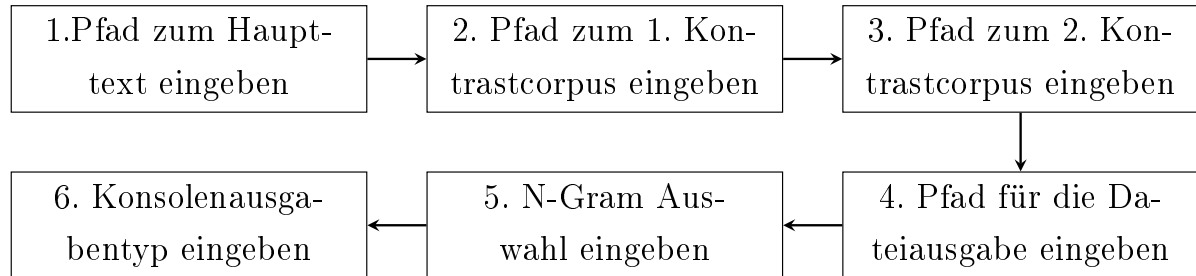 1.Pfad zum Haupt-
text eingeben
2. Pfad zum 1. Kon-
trastcorpus eingeben
3. Pfad zum 2. Kon-
trastcorpus eingeben
4. Pfad für die Da-
teiausgabe eingeben
5. N-Gram Aus-
wahl eingeben
6. Konsolenausga-
bentyp eingeben